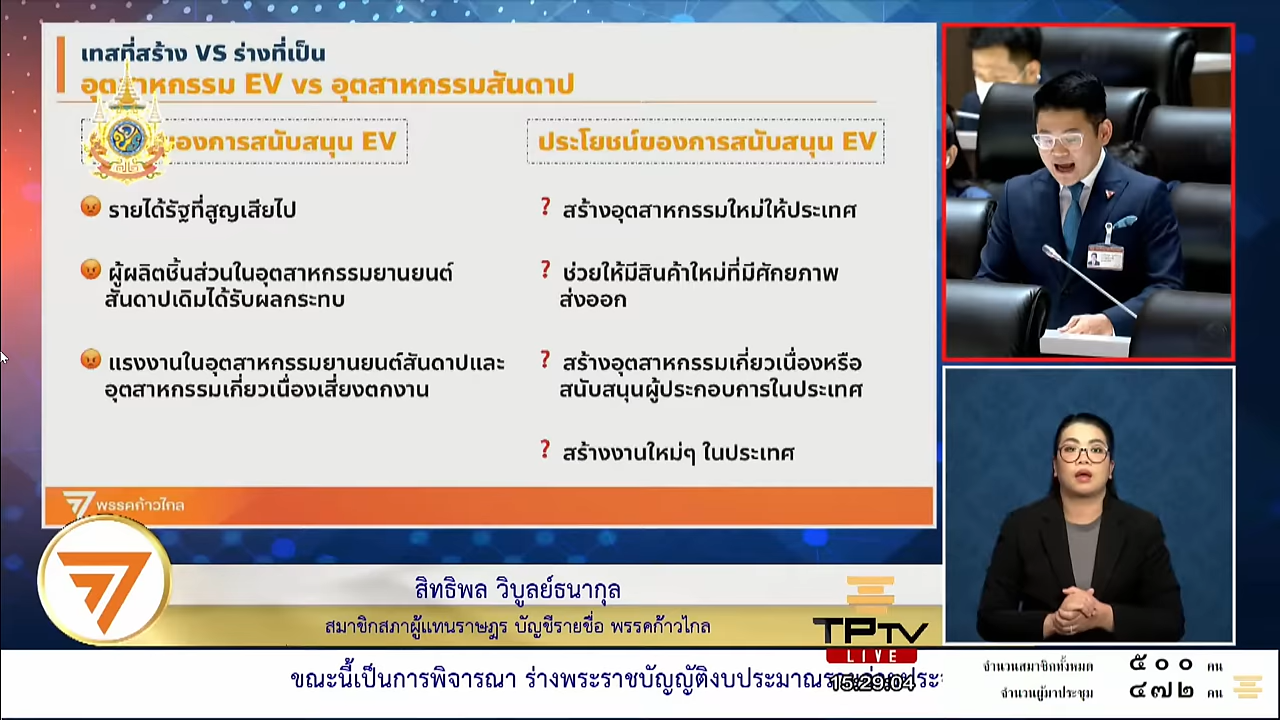 เทสที่สร้าง VS ร่างที่เป็น
อุตสาหกรรม EV vs อุตสาหกรรมสันดาป
ของการสนับสนุน EV
รายได้รัฐที่สูญเสียไป
ผู้ผลิตชิ้นส่วนในอุตสาหกรรมยานยนต์
สันดาปเดิมได้รับผลกระทบ
แรงงานในอุตสาหกรรมยานยนต์สันดาปและ
อุตสาหกรรมเกี่ยวเนื่องเสี่ยงตกงาน
ประโยชน์ของการสนับสนุน EV
? สร้างอุตสาหกรรมใหม่ให้ประเทศ
? ช่วยให้มีสินค้าใหม่ที่มีศักยภาพ
ส่งออก
? สร้างอุตสาหกรรมเกี่ยวเนื่องหรือ
สนับสนุนผู้ประกอบการในประเทศ
? สร้างงานใหม่ๆ ในประเทศ
พรรคก้าวไกล
สิทธิพล วิบูลย์ธนากุล
สมาชิกสภาผู้แทนราษฎร บัญชีรายชื่อ พรรคก้าวไกล
TPTV
LIVE
15:29:04
ขณะนี้เป็นการพิจารณา ร่างพระราชบัญญัติงบประมาณ
จำนวนสมาชิกทั้งหมด ๕๐๐ คน
จำนวนผู้มาประชุม ๔๗๒ คน